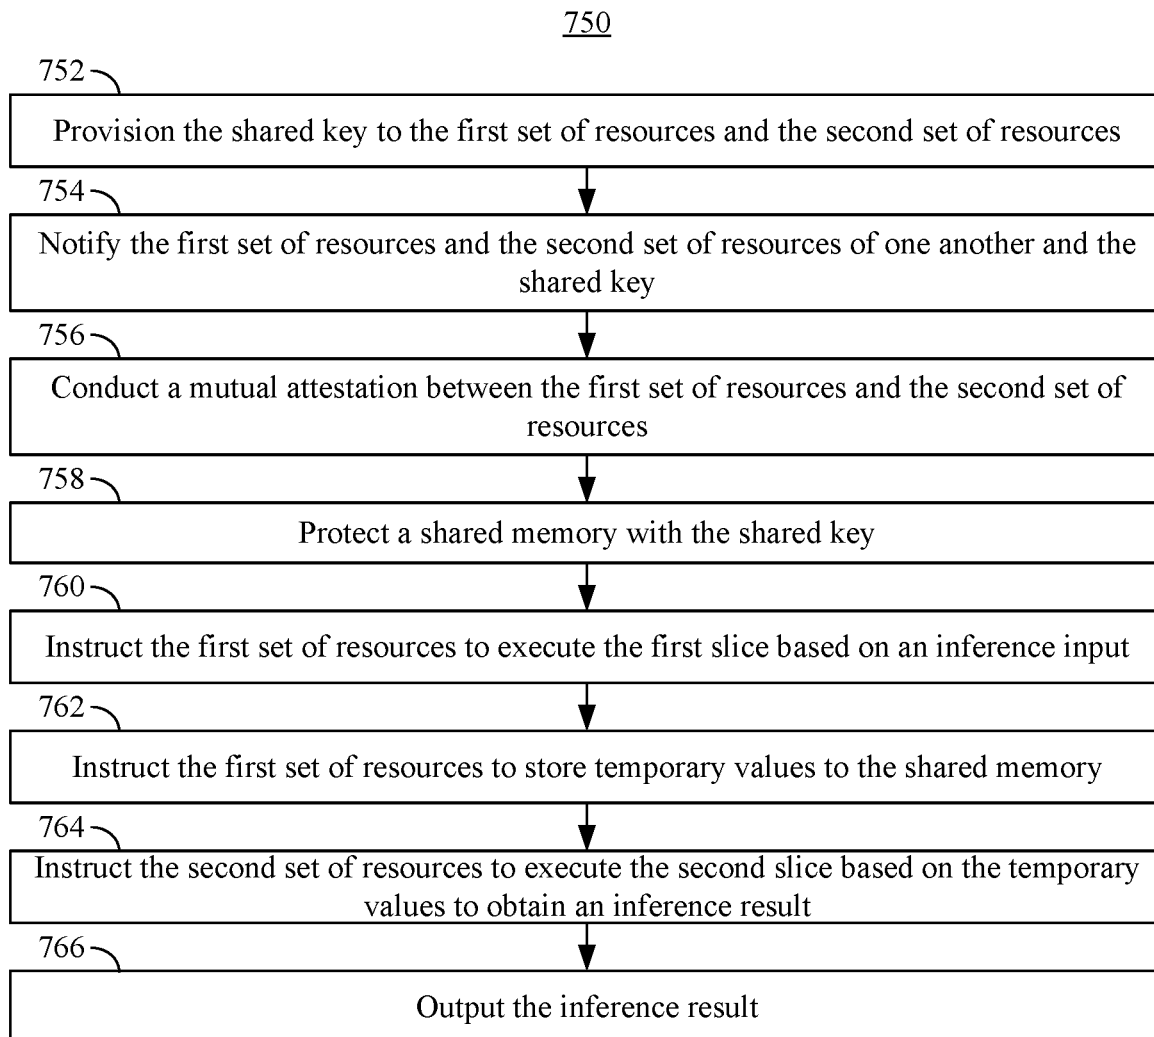 750
752
Provision the shared key to the first set of resources and the second set of resources
754
Notify the first set of resources and the second set of resources of one another and the
shared key
756
Conduct a mutual attestation between the first set of resources and the second set of
resources
758
Protect a shared memory with the shared key
760
Instruct the first set of resources to execute the first slice based on an inference input
762
Instruct the first set of resources to store temporary values to the shared memory
764
Instruct the second set of resources to execute the second slice based on the temporary
values to obtain an inference result
766
Output the inference result